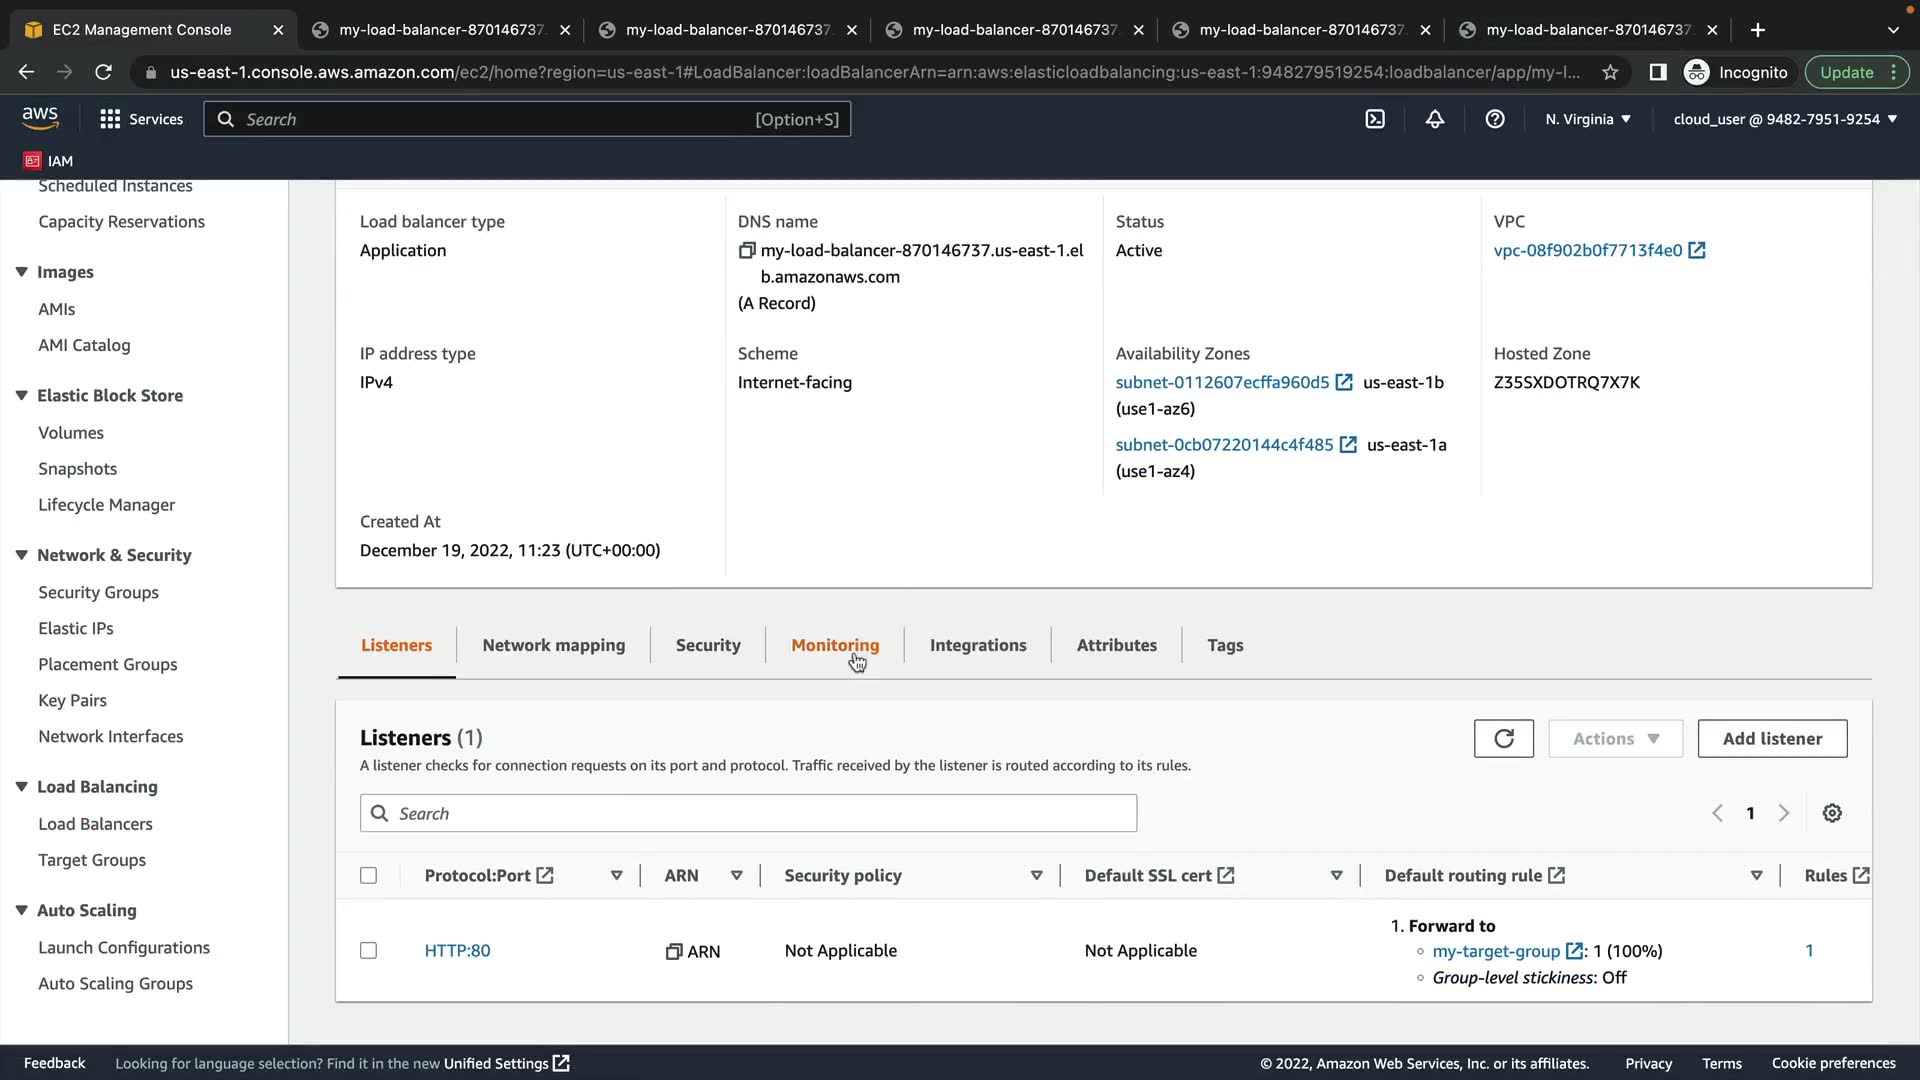 EC2 Management Console
my-load-balancer-870146737.
my-load-balancer-870146737.
my-load-balancer-870146737
my-load-balancer-870146737.
my-load-balancer-870146737.
us-east-1.console.aws.amazon.com/ec2/home?region=us-east-1#LoadBalancer:loadBalancerArn=arn:aws:elasticloadbalancing:us-east-1:948279519254:loadbalancer/app/my-l...
Incognito
Update
aws
Services
Search
[Option+S]
N. Virginia
cloud_user @ 9482-7951-9254
IAM
Scheduled Instances
Capacity Reservations
Images
AMIs
AMI Catalog
Elastic Block Store
Volumes
Snapshots
Lifecycle Manager
Network & Security
Security Groups
Elastic IPs
Placement Groups
Key Pairs
Network Interfaces
Load Balancing
Load Balancers
Target Groups
Auto Scaling
Launch Configurations
Auto Scaling Groups
Load balancer type
Application
DNS name
my-load-balancer-870146737.us-east-1.el
b.amazonaws.com
(A Record)
Status
Active
VPC
vpc-08f902b0f7713f4e0
IP address type
IPv4
Scheme
Internet-facing
Availability Zones
subnet-0112607ecffa960d5 us-east-1b
(use1-az6)
subnet-0cb07220144c4f485 us-east-1a
(use1-az4)
Hosted Zone
Z35SXDOTRQ7X7K
Created At
December 19, 2022, 11:23 (UTC+00:00)
Listeners
Network mapping
Security
Monitoring
Integrations
Attributes
Tags
Listeners (1)
A listener checks for connection requests on its port and protocol. Traffic received by the listener is routed according to its rules.
Actions
Add listener
Search
1
Protocol:Port
ARN
Security policy
Default SSL cert
Default routing rule
Rules
HTTP:80
ARN
Not Applicable
Not Applicable
1. Forward to
my-target-group : 1 (100%)
Group-level stickiness: Off
1
Feedback
Looking for language selection? Find it in the new Unified Settings
© 2022, Amazon Web Services, Inc. or its affiliates.
Privacy
Terms
Cookie preferences